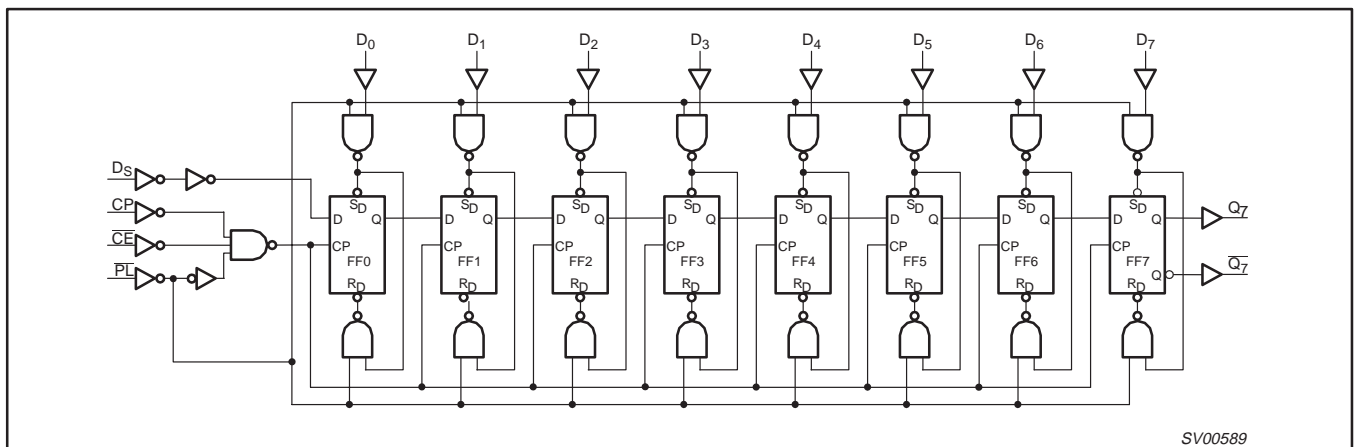 D0 D1 D2 D3 D4 D5 D6 D7
DS
CP
CE
PL
SD SD SD SD SD SD SD SD
D Q D Q D Q D Q D Q D Q D Q D Q
Q7
CP CP CP CP CP CP CP CP
FF0 FF1 FF2 FF3 FF4 FF5 FF6 FF7
Q
Q7
RD RD RD RD RD RD RD RD
SV00589